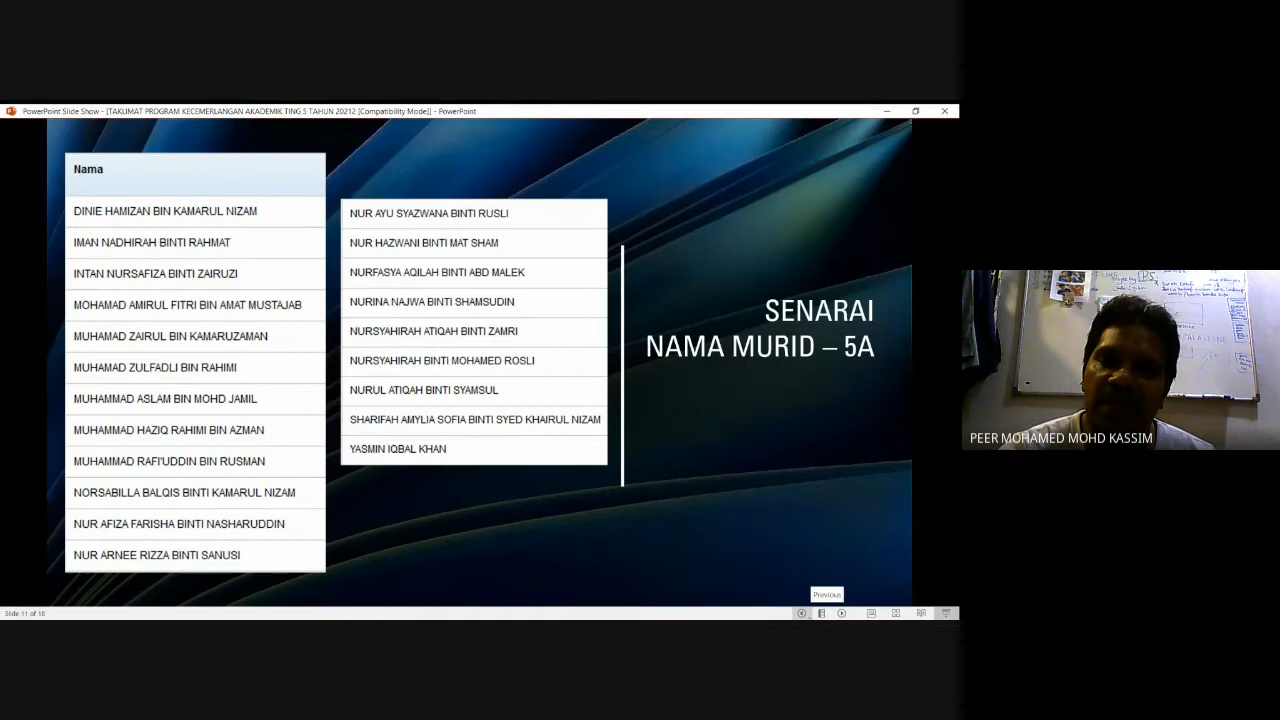 PowerPoint Slide Show - [TAKLIMAT PROGRAM KECEMERLANGAN AKADEMIK TING 5 TAHUN 20212 [Compatibility Mode]] - PowerPoint
Nama
DINIE HAMIZAN BIN KAMARUL NIZAM
IMAN NADHIRAH BINTI RAHMAT
INTAN NURSAFIZA BINTI ZAIRUZI
MOHAMAD AMIRUL FITRI BIN AMAT MUSTAJAB
MUHAMAD ZAIRUL BIN KAMARUZAMAN
MUHAMAD ZULFADLI BIN RAHIMI
MUHAMMAD ASLAM BIN MOHD JAMIL
MUHAMMAD HAZIQ RAHIMI BIN AZMAN
MUHAMMAD RAFI'UDDIN BIN RUSMAN
NORSABILLA BALQIS BINTI KAMARUL NIZAM
NUR AFIZA FARISHA BINTI NASHARUDDIN
NUR ARNEE RIZZA BINTI SANUSI
NUR AYU SYAZWANA BINTI RUSLI
NUR HAZWANI BINTI MAT SHAM
NURFASYA AQILAH BINTI ABD MALEK
NURINA NAJWA BINTI SHAMSUDIN
NURSYAHIRAH ATIQAH BINTI ZAMRI
NURSYAHIRAH BINTI MOHAMED ROSLI
NURUL ATIQAH BINTI SYAMSUL
SHARIFAH AMYLIA SOFIA BINTI SYED KHAIRUL NIZAM
YASMIN IQBAL KHAN
SENARAI
NAMA MURID – 5A
Previous
Slide 11 of 18
PEER MOHAMED MOHD KASSIM